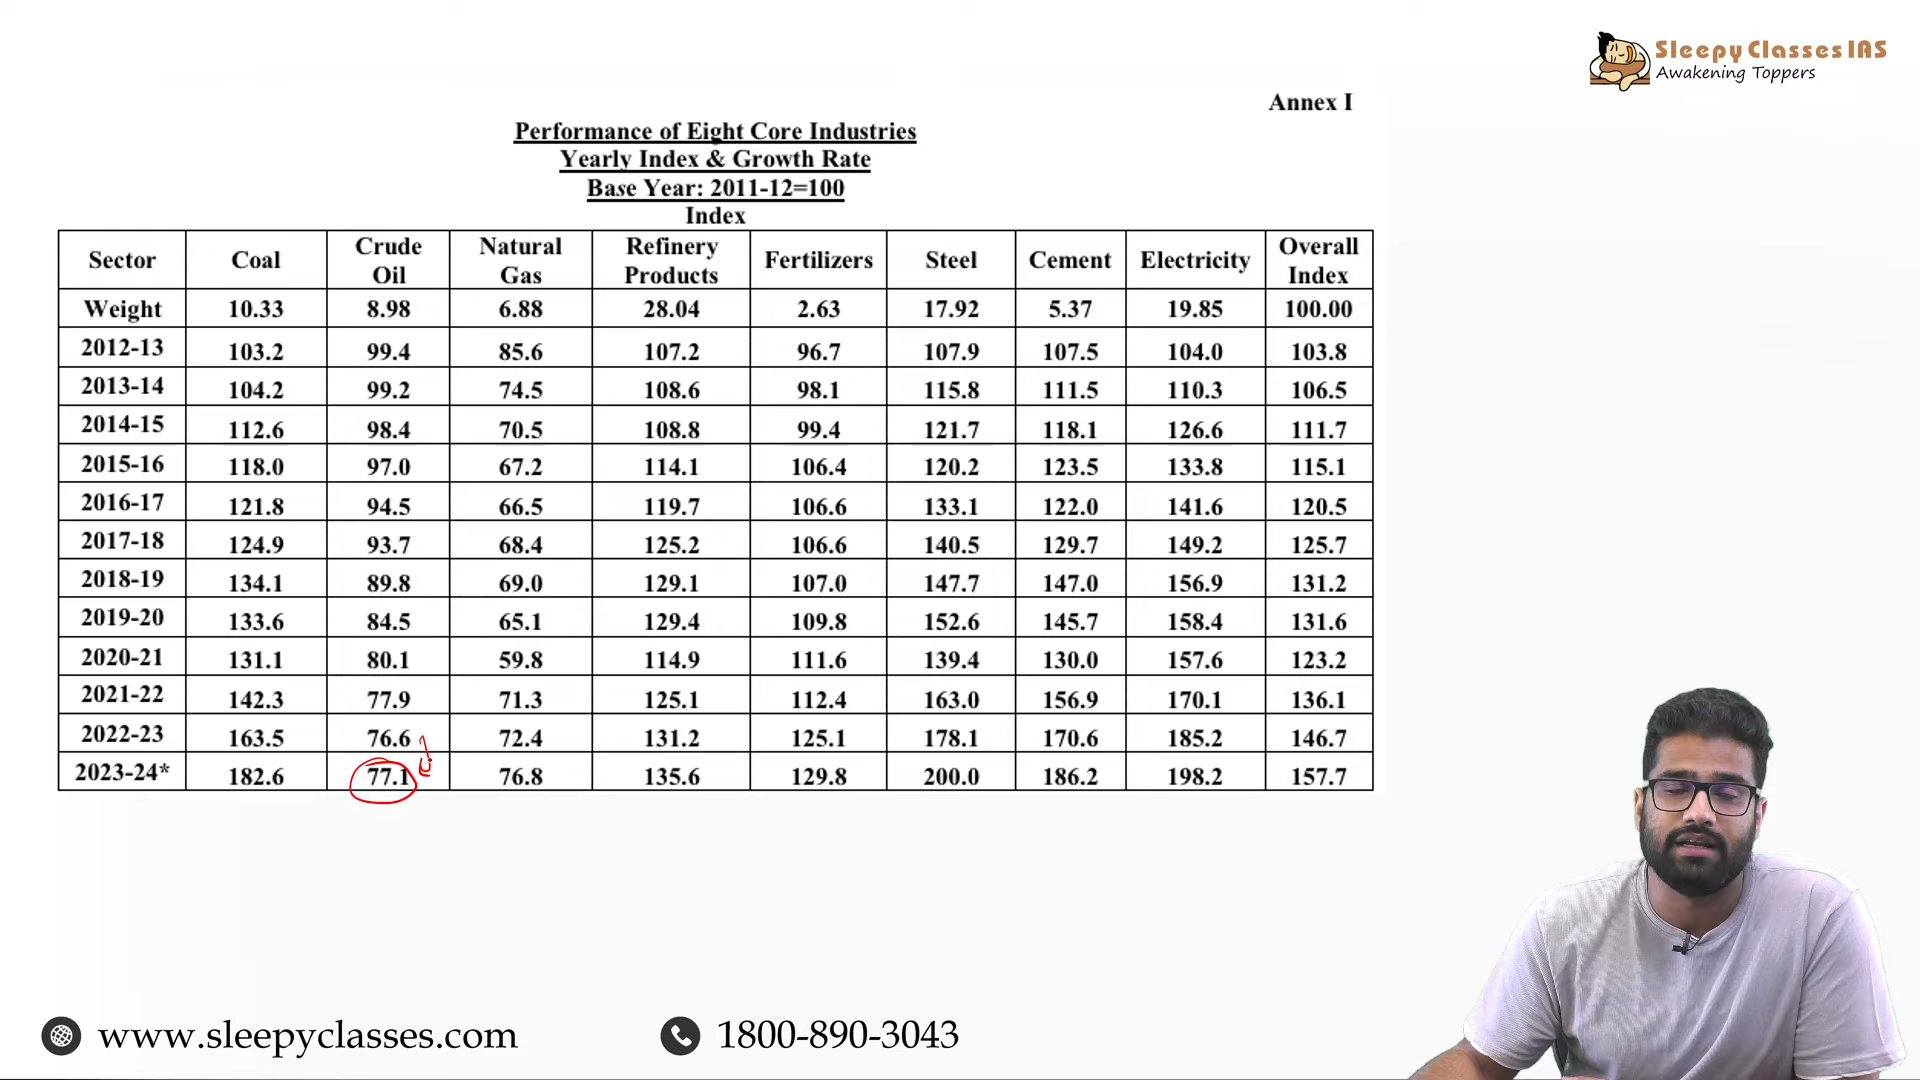 Sleepy Classes IAS
Awakening Toppers
Annex I
Performance of Eight Core Industries
Yearly Index & Growth Rate
Base Year: 2011-12=100
Index
Sector Coal Crude Oil Natural Gas Refinery Products Fertilizers Steel Cement Electricity Overall Index
Weight 10.33 8.98 6.88 28.04 2.63 17.92 5.37 19.85 100.00
2012-13 103.2 99.4 85.6 107.2 96.7 107.9 107.5 104.0 103.8
2013-14 104.2 99.2 74.5 108.6 98.1 115.8 111.5 110.3 106.5
2014-15 112.6 98.4 70.5 108.8 99.4 121.7 118.1 126.6 111.7
2015-16 118.0 97.0 67.2 114.1 106.4 120.2 123.5 133.8 115.1
2016-17 121.8 94.5 66.5 119.7 106.6 133.1 122.0 141.6 120.5
2017-18 124.9 93.7 68.4 125.2 106.6 140.5 129.7 149.2 125.7
2018-19 134.1 89.8 69.0 129.1 107.0 147.7 147.0 156.9 131.2
2019-20 133.6 84.5 65.1 129.4 109.8 152.6 145.7 158.4 131.6
2020-21 131.1 80.1 59.8 114.9 111.6 139.4 130.0 157.6 123.2
2021-22 142.3 77.9 71.3 125.1 112.4 163.0 156.9 170.1 136.1
2022-23 163.5 76.6 72.4 131.2 125.1 178.1 170.6 185.2 146.7
2023-24* 182.6 77.1 76.8 135.6 129.8 200.0 186.2 198.2 157.7
www.sleepyclasses.com
1800-890-3043